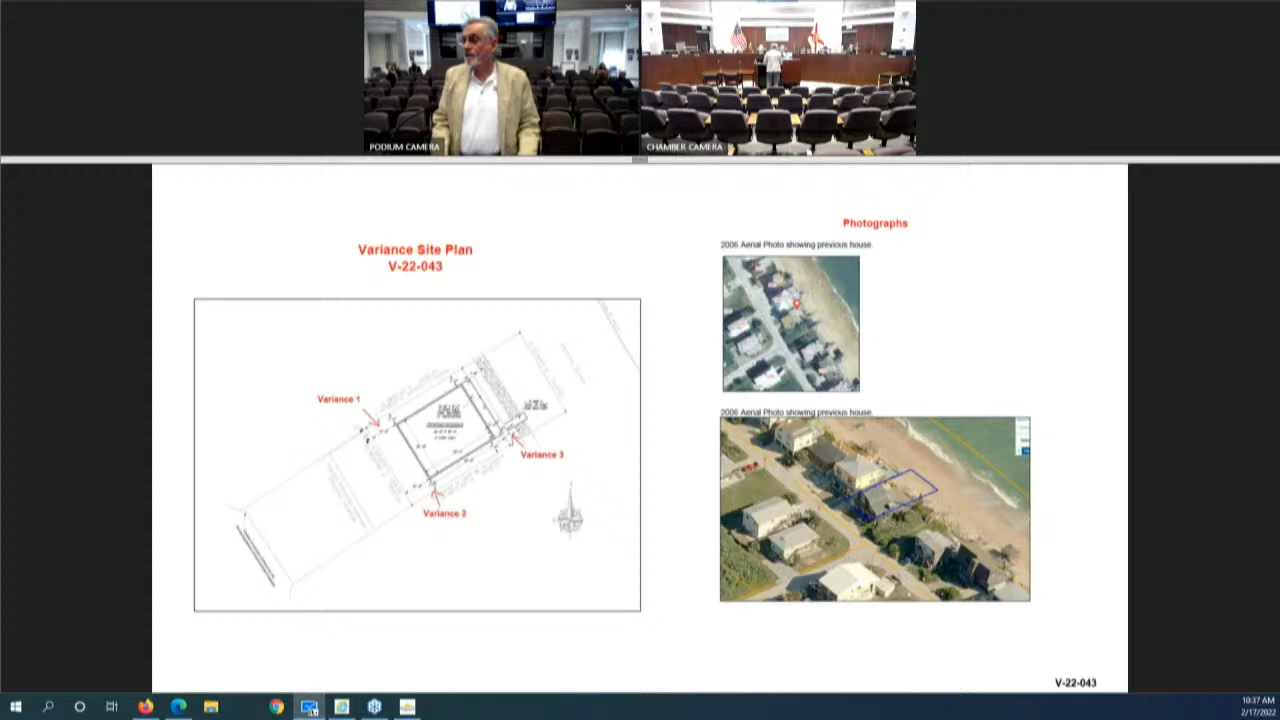 PODIUM CAMERA
CHAMBER CAMERA
Variance Site Plan
V-22-043
Variance 1
Variance 2
Variance 3
Photographs
2006 Aerial Photo showing previous house.
2006 Aerial Photo showing previous house.
V-22-043
10:37 AM
2/17/2022